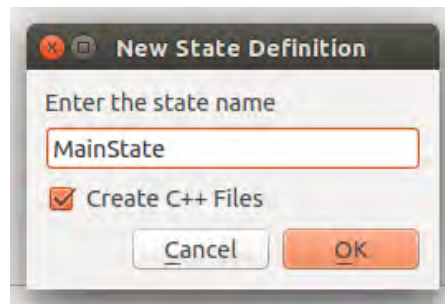 New State Definition
Enter the state name
MainState
Create C++ Files
Cancel
OK